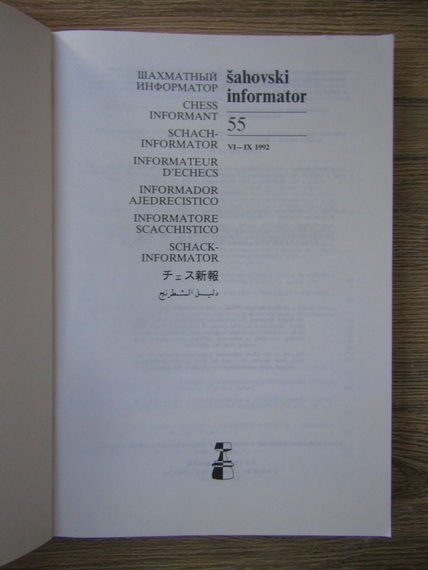 ШАХМАТНЫЙ
ИНФОРМАТОР
CHESS
INFORMANT
SCHACH-
INFORMATOR
INFORMATEUR
D'ECHECS
INFORMADOR
AJEDRECISTICO
INFORMATORE
SCACCHISTICO
SCHACK-
INFORMATOR
チェス新報
دليل الشطرنج
šahovski
informator
55
VI–IX 1992